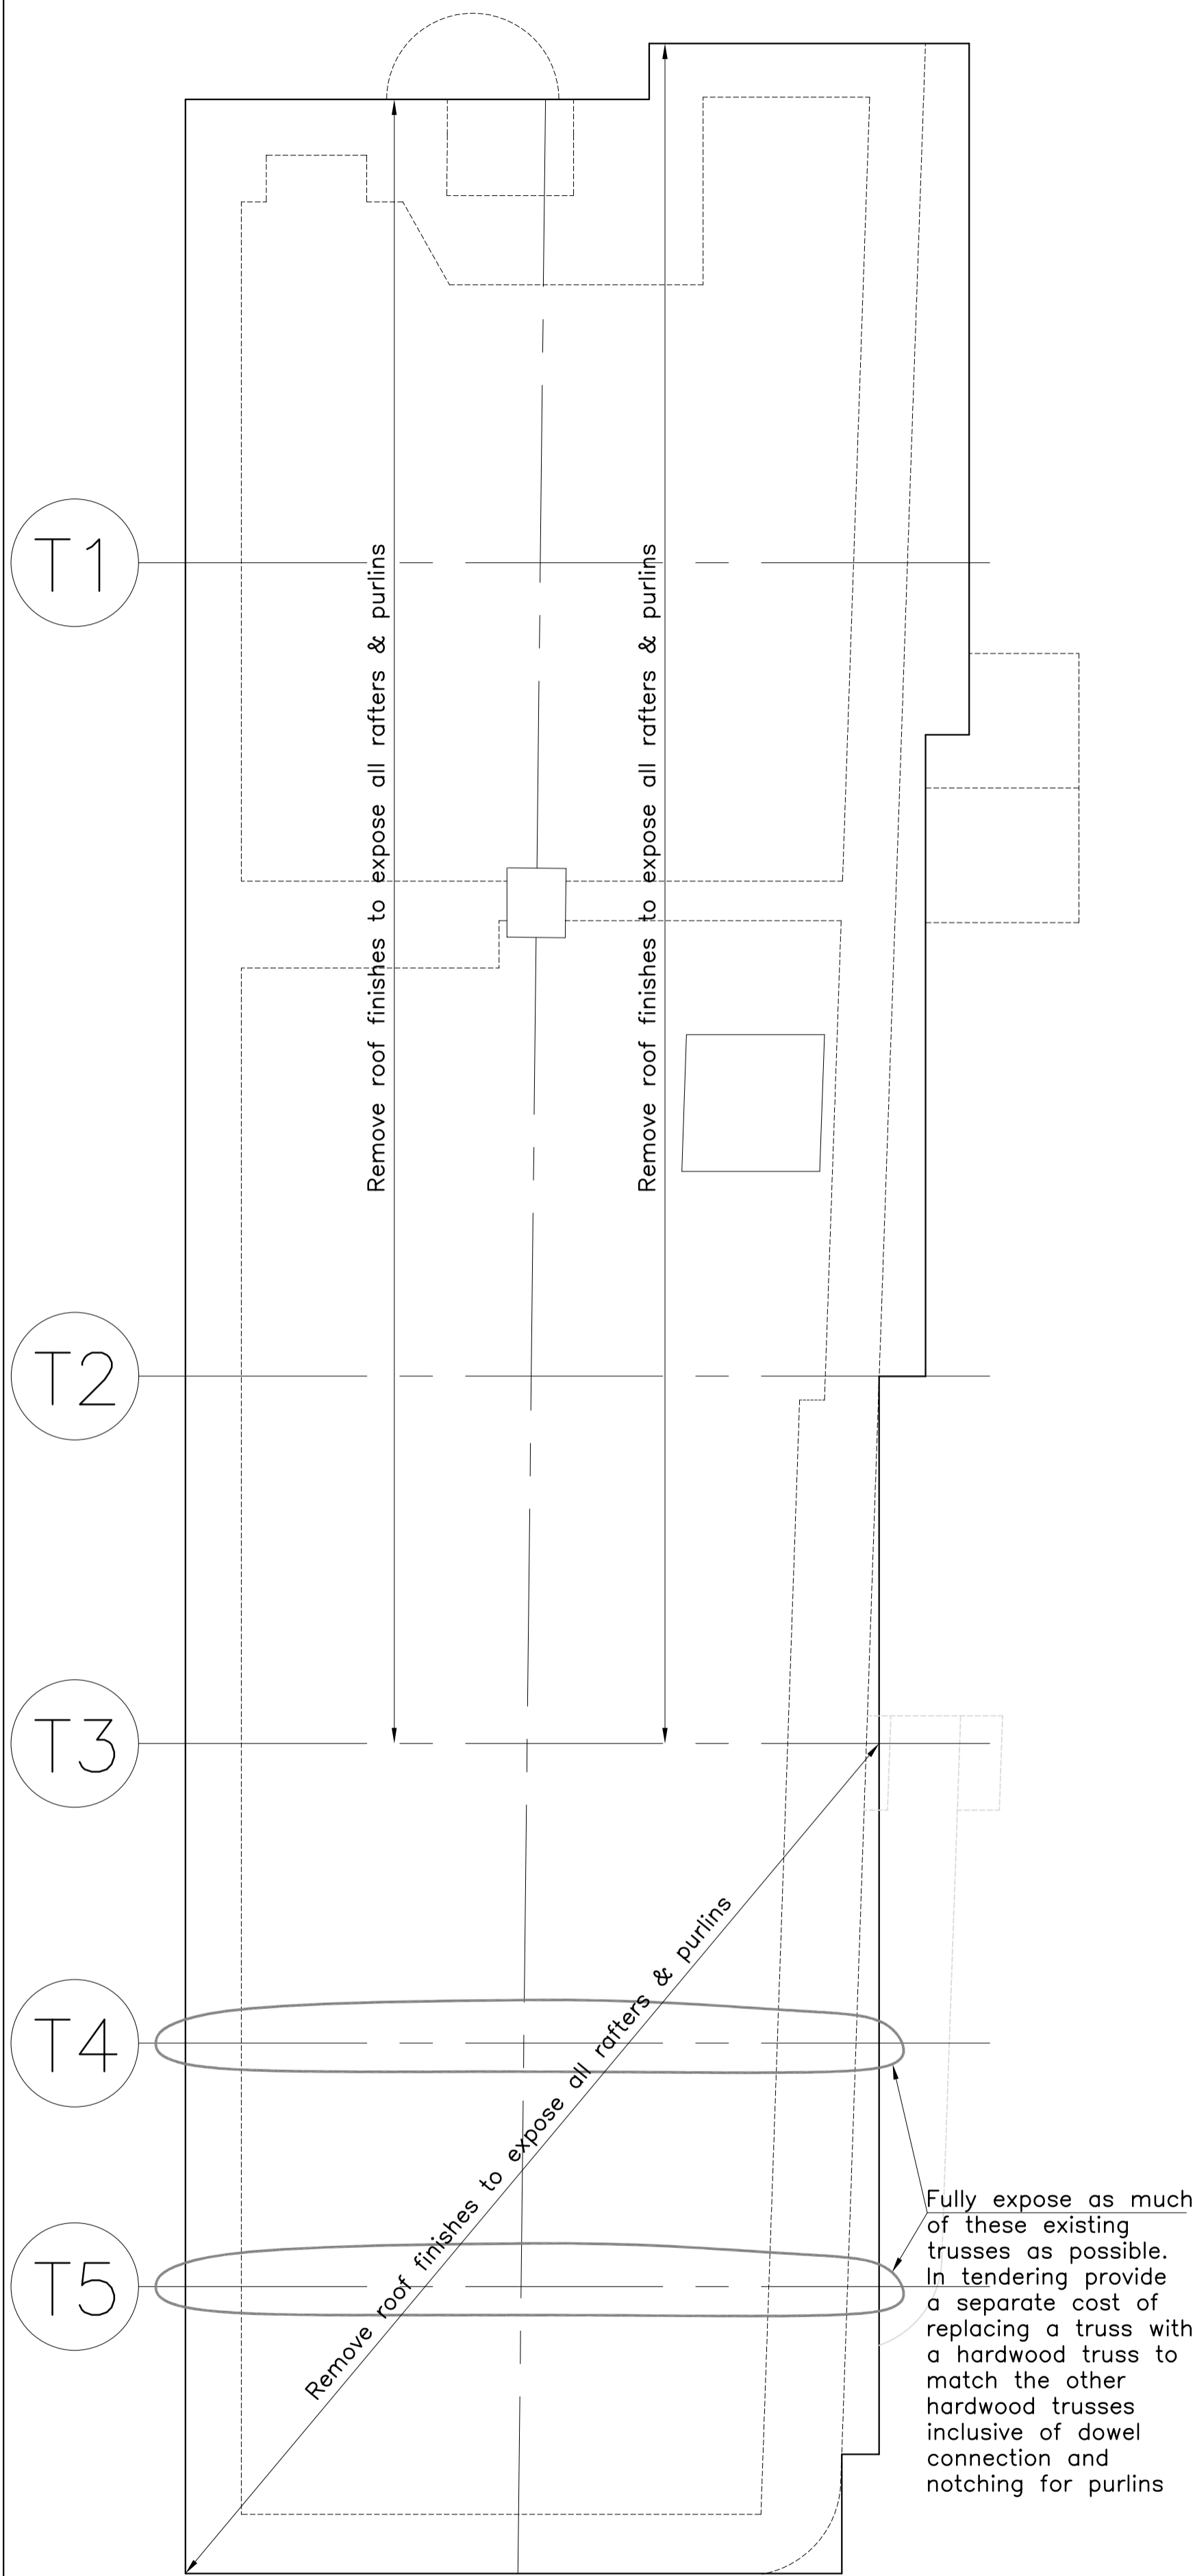 T1
Remove roof finishes to expose all rafters & purlins
Remove roof finishes to expose all rafters & purlins
T2
T3
Remove roof finishes to expose all rafters & purlins
T4
T5
Fully expose as much
of these existing
trusses as possible.
In tendering provide
a separate cost of
replacing a truss with
a hardwood truss to
match the other
hardwood trusses
inclusive of dowel
connection and
notching for purlins